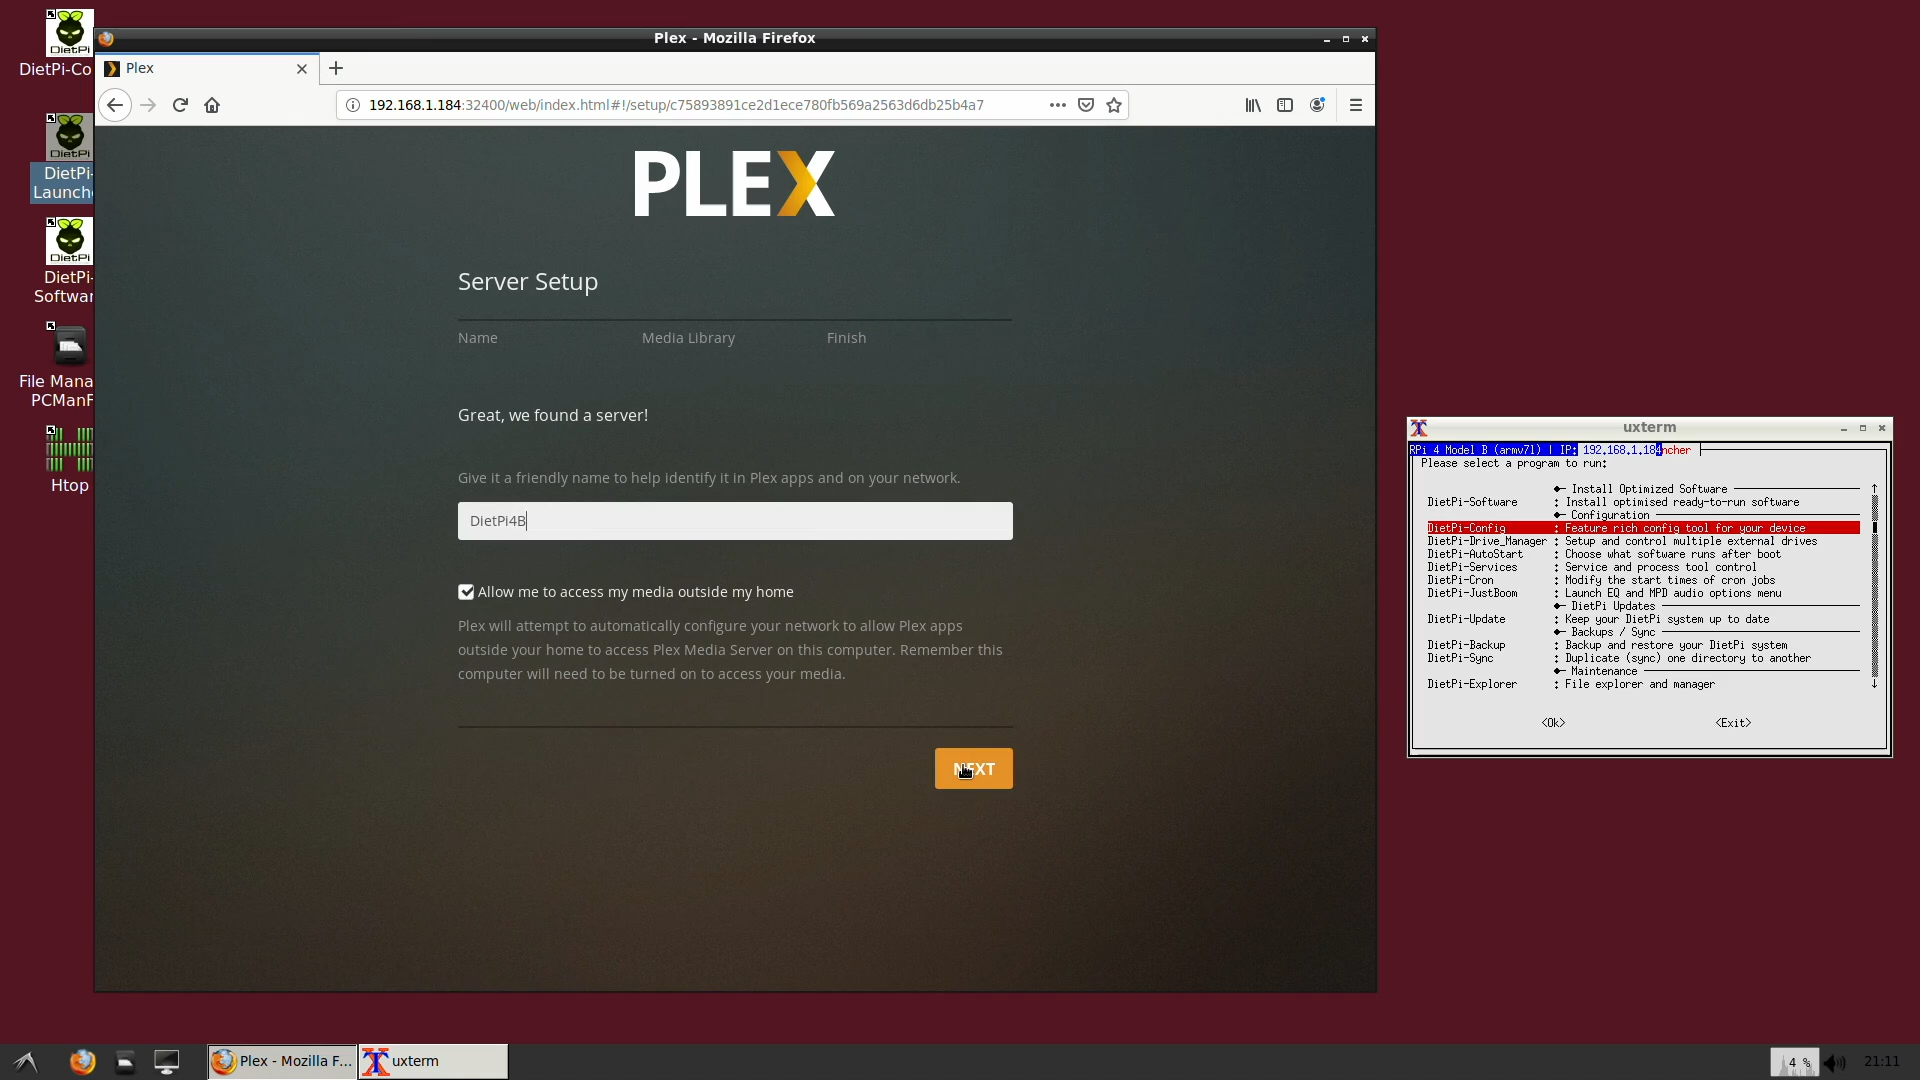 DietPi
DietPi-Co
DietPi
DietPi-
Launche
DietPi
DietPi-
Softwar
File Mana
PCManF
Htop
Plex - Mozilla Firefox
Plex
192.168.1.184:32400/web/index.html#!/setup/c75893891ce2d1ece780fb569a2563d6db25b4a7
PLEX
Server Setup
Name Media Library Finish
Great, we found a server!
Give it a friendly name to help identify it in Plex apps and on your network.
DietPi4B
Allow me to access my media outside my home
Plex will attempt to automatically configure your network to allow Plex apps
outside your home to access Plex Media Server on this computer. Remember this
computer will need to be turned on to access your media.
NEXT
uxterm
RPi 4 Model B (armv7l) | IP: 192.168.1.184ncher
Please select a program to run:
Install Optimized Software
DietPi-Software : Install optimised ready-to-run software
Configuration
DietPi-Config : Feature rich config tool for your device
DietPi-Drive_Manager : Setup and control multiple external drives
DietPi-AutoStart : Choose what software runs after boot
DietPi-Services : Service and process tool control
DietPi-Cron : Modify the start times of cron jobs
DietPi-JustBoom : Launch EQ and MPD audio options menu
DietPi Updates
DietPi-Update : Keep your DietPi system up to date
Backups / Sync
DietPi-Backup : Backup and restore your DietPi system
DietPi-Sync : Duplicate (sync) one directory to another
Maintenance
DietPi-Explorer : File explorer and manager
<Ok> <Exit>
Plex - Mozilla F...
uxterm
4 %
21:11